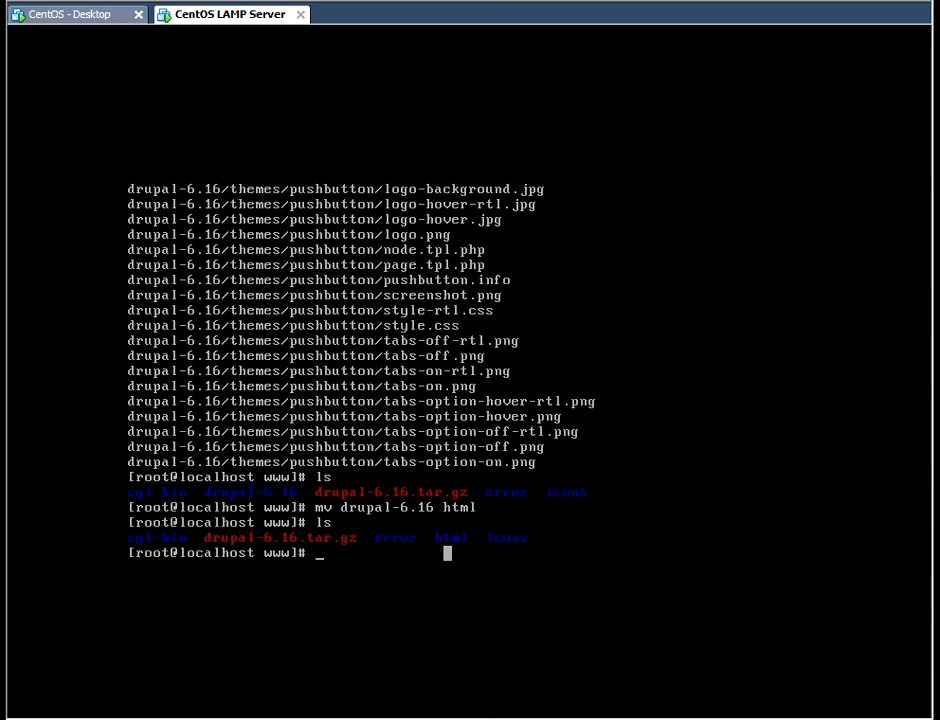 CentOS - Desktop
CentOS LAMP Server
drupal-6.16/themes/pushbutton/logo-background.jpg
drupal-6.16/themes/pushbutton/logo-hover-rtl.jpg
drupal-6.16/themes/pushbutton/logo-hover.jpg
drupal-6.16/themes/pushbutton/logo.png
drupal-6.16/themes/pushbutton/node.tpl.php
drupal-6.16/themes/pushbutton/page.tpl.php
drupal-6.16/themes/pushbutton/pushbutton.info
drupal-6.16/themes/pushbutton/screenshot.png
drupal-6.16/themes/pushbutton/style-rtl.css
drupal-6.16/themes/pushbutton/style.css
drupal-6.16/themes/pushbutton/tabs-off-rtl.png
drupal-6.16/themes/pushbutton/tabs-off.png
drupal-6.16/themes/pushbutton/tabs-on-rtl.png
drupal-6.16/themes/pushbutton/tabs-on.png
drupal-6.16/themes/pushbutton/tabs-option-hover-rtl.png
drupal-6.16/themes/pushbutton/tabs-option-hover.png
drupal-6.16/themes/pushbutton/tabs-option-off-rtl.png
drupal-6.16/themes/pushbutton/tabs-option-off.png
drupal-6.16/themes/pushbutton/tabs-option-on.png
[root@localhost www]# ls
cgi-bin drupal-6.16 drupal-6.16.tar.gz error icons
[root@localhost www]# mv drupal-6.16 html
[root@localhost www]# ls
cgi-bin drupal-6.16.tar.gz error html icons
[root@localhost www]# _